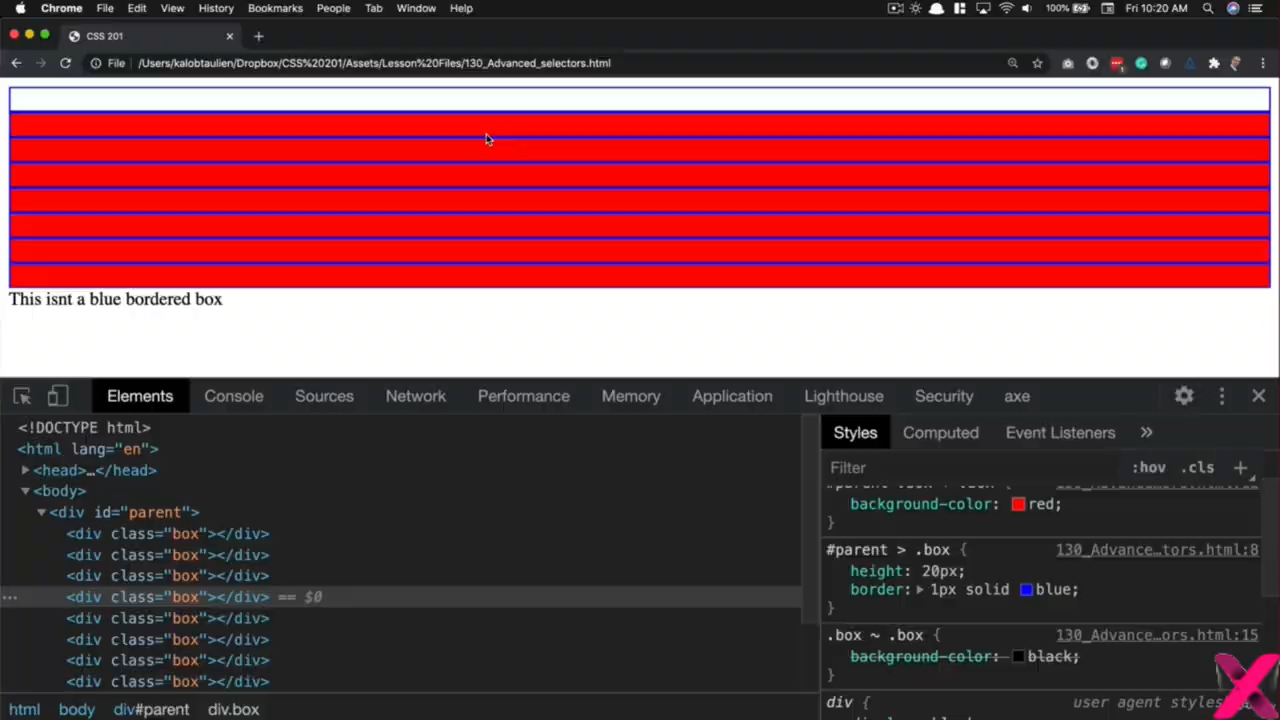 Chrome File Edit View History Bookmarks People Tab Window Help 100% Fri 10:20 AM
CSS 201
File /Users/kalobtaulien/Dropbox/CSS%20201/Assets/Lesson%20Files/130_Advanced_selectors.html
This isnt a blue bordered box
Elements Console Sources Network Performance Memory Application Lighthouse Security axe
<!DOCTYPE html>
<html lang="en">
<head>…</head>
<body>
<div id="parent">
<div class="box"></div>
<div class="box"></div>
<div class="box"></div>
<div class="box"></div> == $0
<div class="box"></div>
<div class="box"></div>
<div class="box"></div>
<div class="box"></div>
html body div#parent div.box
Styles Computed Event Listeners »
Filter :hov .cls +
background-color: red;
}
#parent > .box { 130_Advance…tors.html:8
height: 20px;
border: 1px solid blue;
}
.box ~ .box { 130_Advance…ors.html:15
background-color: black;
}
div { user agent styles